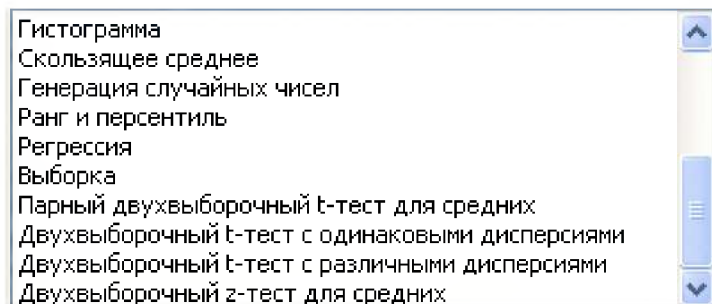 Гистограмма
Скользящее среднее
Генерация случайных чисел
Ранг и персентиль
Регрессия
Выборка
Парный двухвыборочный t-тест для средних
Двухвыборочный t-тест с одинаковыми дисперсиями
Двухвыборочный t-тест с различными дисперсиями
Двухвыборочный z-тест для средних